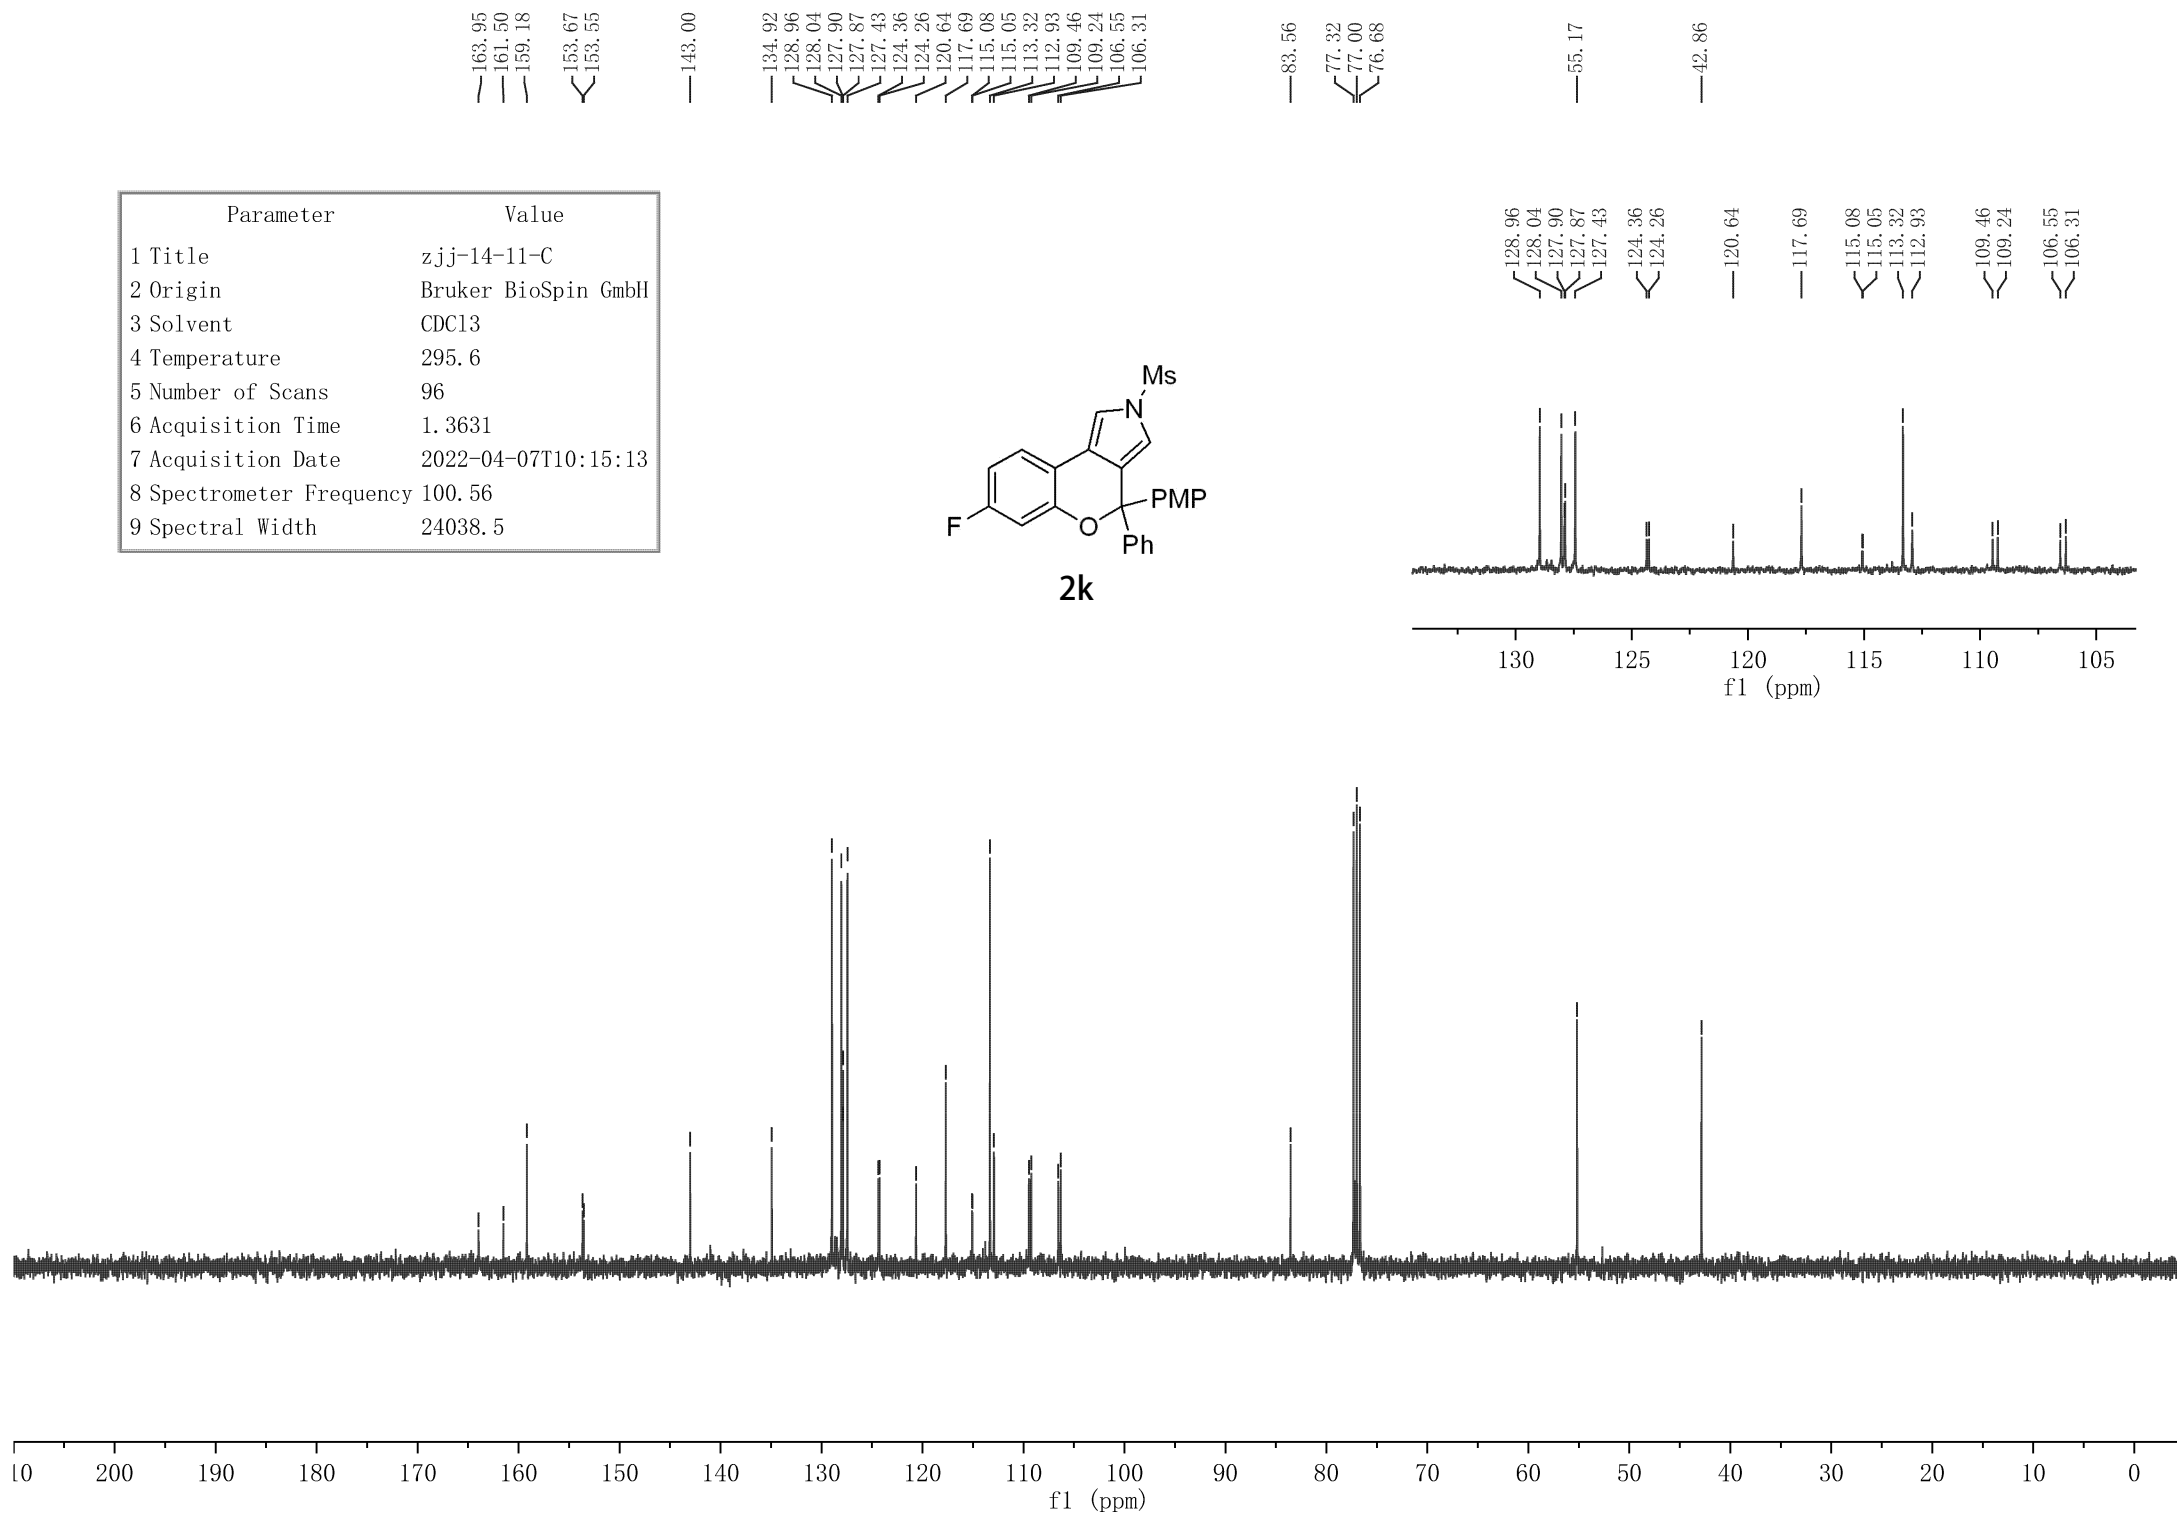 163.95
161.50
159.18
153.67
153.55
143.00
134.92
128.96
128.04
127.90
127.87
127.43
124.36
124.26
120.64
117.69
115.08
115.05
113.32
112.93
109.46
109.24
106.55
106.31
83.56
77.32
77.00
76.68
55.17
42.86
Parameter Value
1 Title zjj-14-11-C
2 Origin Bruker BioSpin GmbH
3 Solvent CDCl3
4 Temperature 295.6
5 Number of Scans 96
6 Acquisition Time 1.3631
7 Acquisition Date 2022-04-07T10:15:13
8 Spectrometer Frequency 100.56
9 Spectral Width 24038.5
Ms
N
PMP
F
O
Ph
2k
128.96
128.04
127.90
127.87
127.43
124.36
124.26
120.64
117.69
115.08
115.05
113.32
112.93
109.46
109.24
106.55
106.31
130 125 120 115 110 105
f1 (ppm)
10 200 190 180 170 160 150 140 130 120 110 100 90 80 70 60 50 40 30 20 10 0
f1 (ppm)